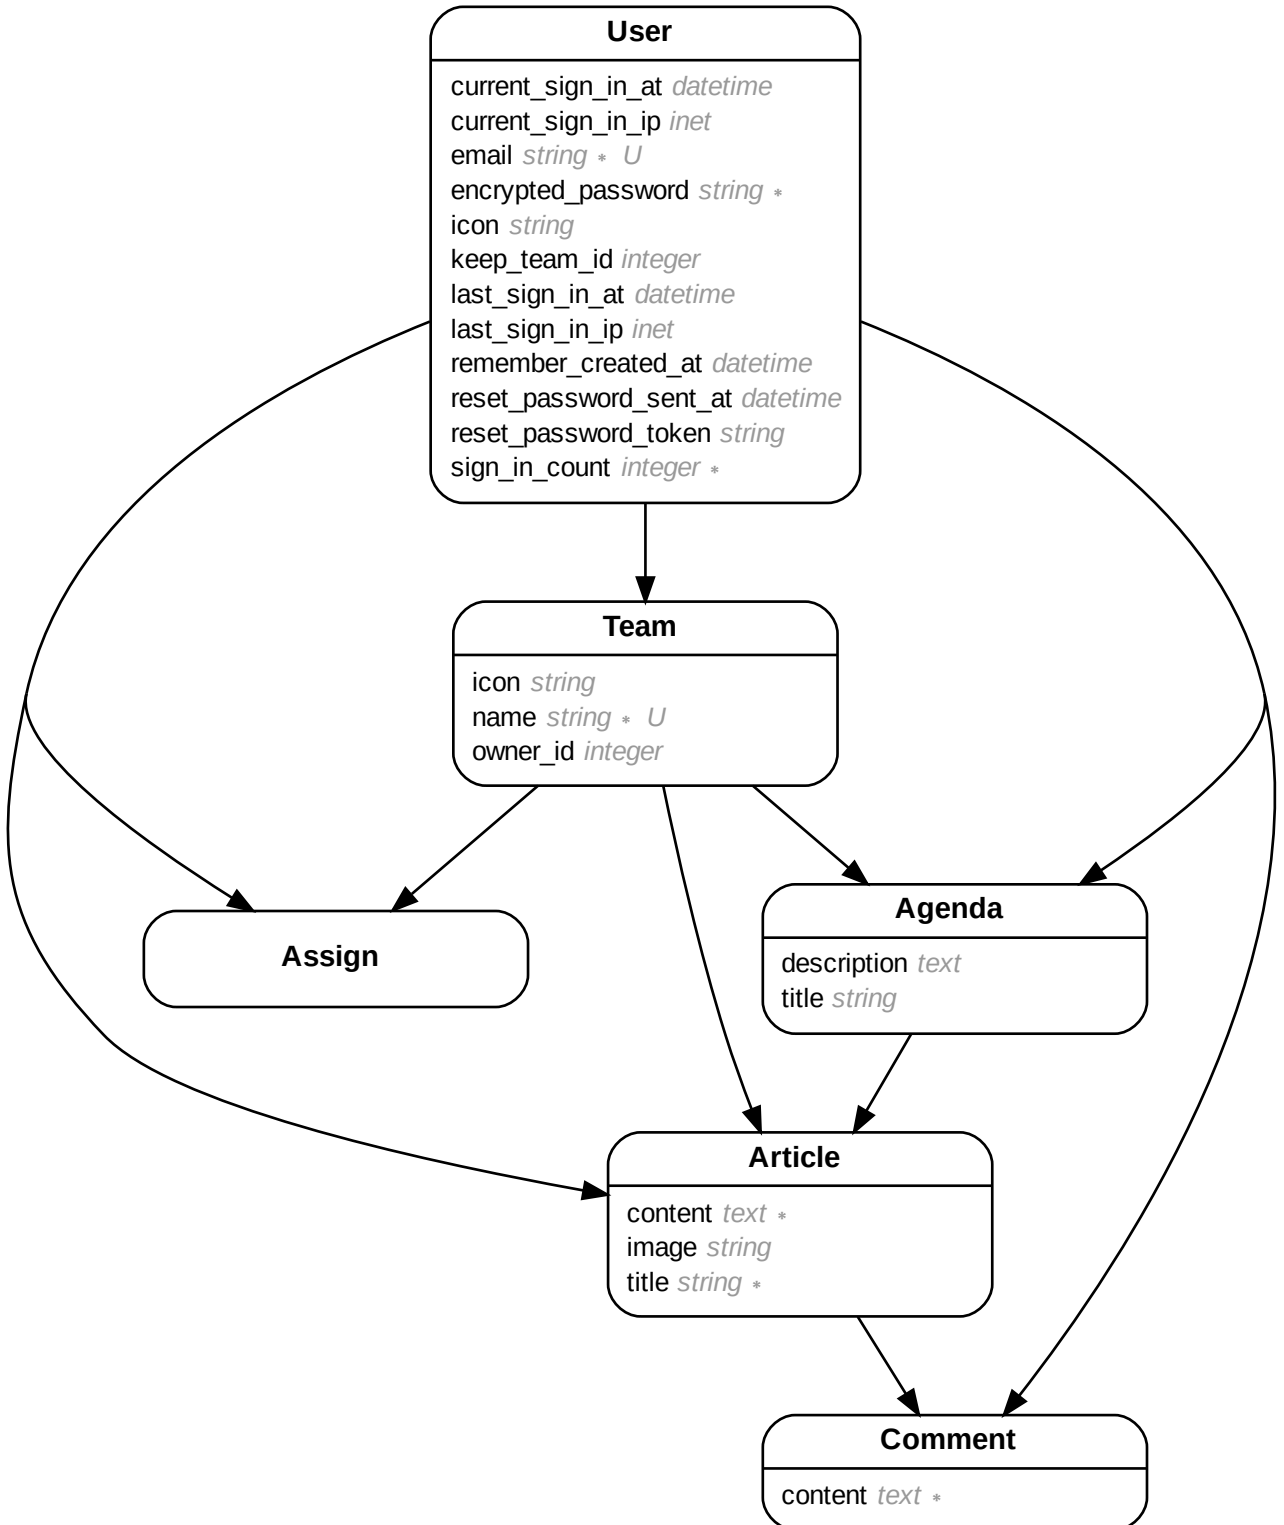 User
current_sign_in_at datetime
current_sign_in_ip inet
email string * U
encrypted_password string *
icon string
keep_team_id integer
last_sign_in_at datetime
last_sign_in_ip inet
remember_created_at datetime
reset_password_sent_at datetime
reset_password_token string
sign_in_count integer *
Team
icon string
name string * U
owner_id integer
Agenda
description text
title string
Assign
Article
content text *
image string
title string *
Comment
content text *